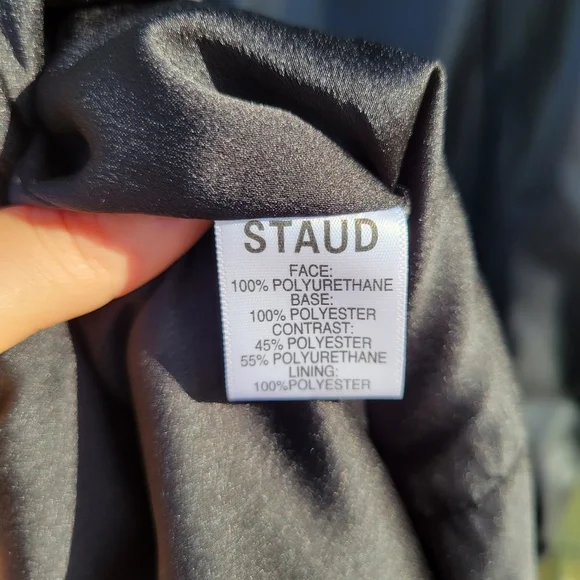 STAUD
FACE:
100% POLYURETHANE
BASE:
100% POLYESTER
CONTRAST:
45% POLYESTER
55% POLYURETHANE
LINING:
100%POLYESTER